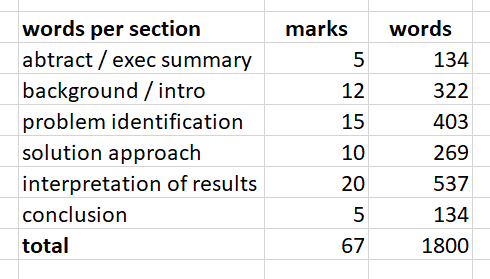 words per section marks words
abtract / exec summary 5 134
background / intro 12 322
problem identification 15 403
solution approach 10 269
interpretation of results 20 537
conclusion 5 134
total 67 1800